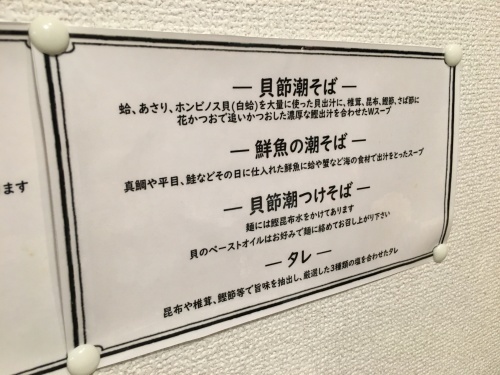 ― 貝節潮そば ―
蛤、あさり、ホンビノス貝(白蛤)を大量に使った貝出汁に、椎茸、昆布、鰹節、さば節に
花かつおで追いかつおした濃厚な鰹出汁を合わせたWスープ
― 鮮魚の潮そば ―
真鯛や平目、鮭などその日に仕入れた鮮魚に蛤や蟹など海の食材で出汁をとったスープ
― 貝節潮つけそば ―
麺には鰹昆布水をかけてあります
貝のペーストオイルはお好みで麺に絡めてお召し上がり下さい
― タレ ―
昆布や椎茸、鰹節等で旨味を抽出し、厳選した3種類の塩を合わせたタレ
ます